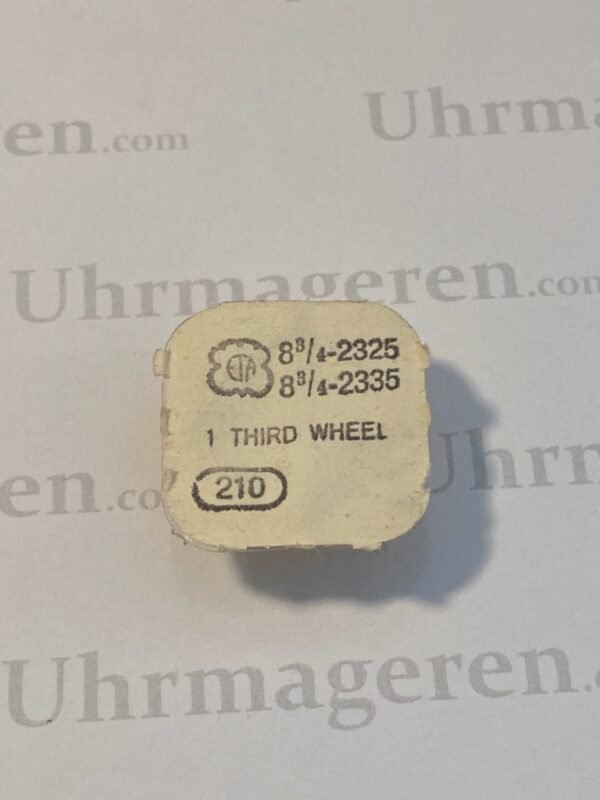 en.com
Uhrma
Uhrmageren.com
ETA
8¾-2325
8¾-2335
1 THIRD WHEEL
210
en.co
Uhrm
Uhrmageren.